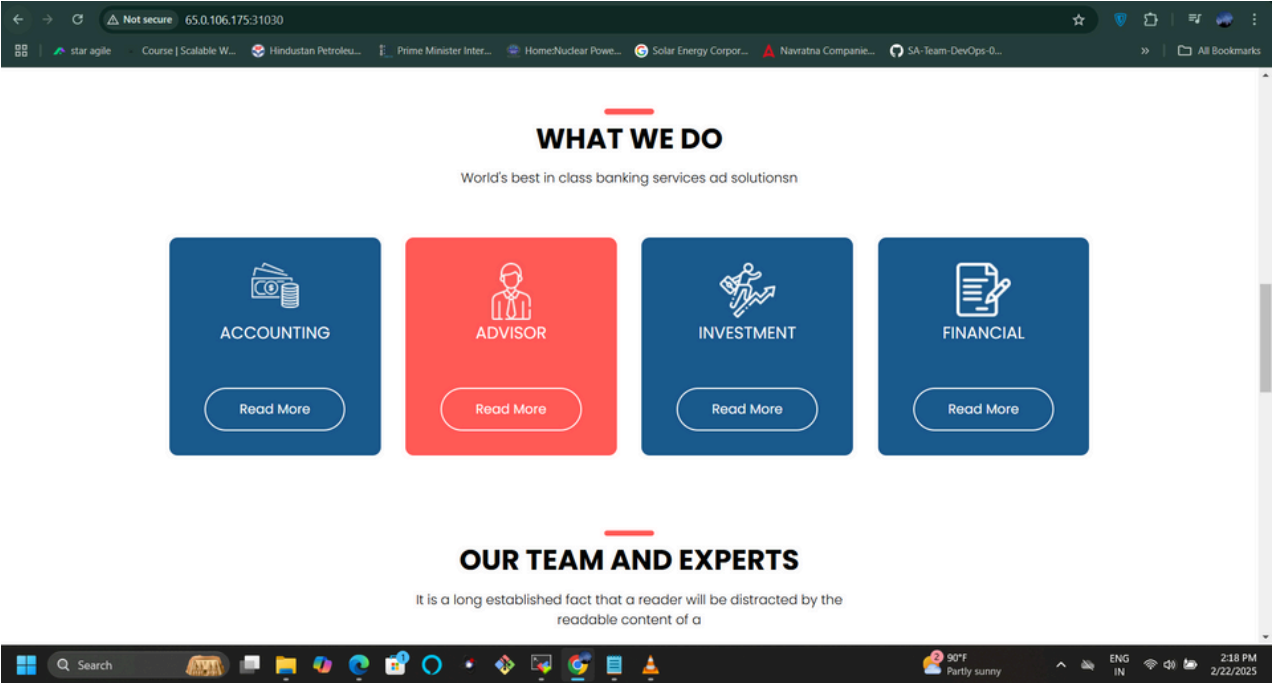 Not secure 65.0.106.175:31030
star agile Course | Scalable W... Hindustan Petroleu... Prime Minister Inter... Home:Nuclear Powe... Solar Energy Corpor... Navratna Companie... SA-Team-DevOps-0... » All Bookmarks
WHAT WE DO
World's best in class banking services ad solutionsn
ACCOUNTING ADVISOR INVESTMENT FINANCIAL
Read More Read More Read More Read More
OUR TEAM AND EXPERTS
It is a long established fact that a reader will be distracted by the
readable content of a
Search 1 2 90°F ENG 2:18 PM
Partly sunny IN 2/22/2025